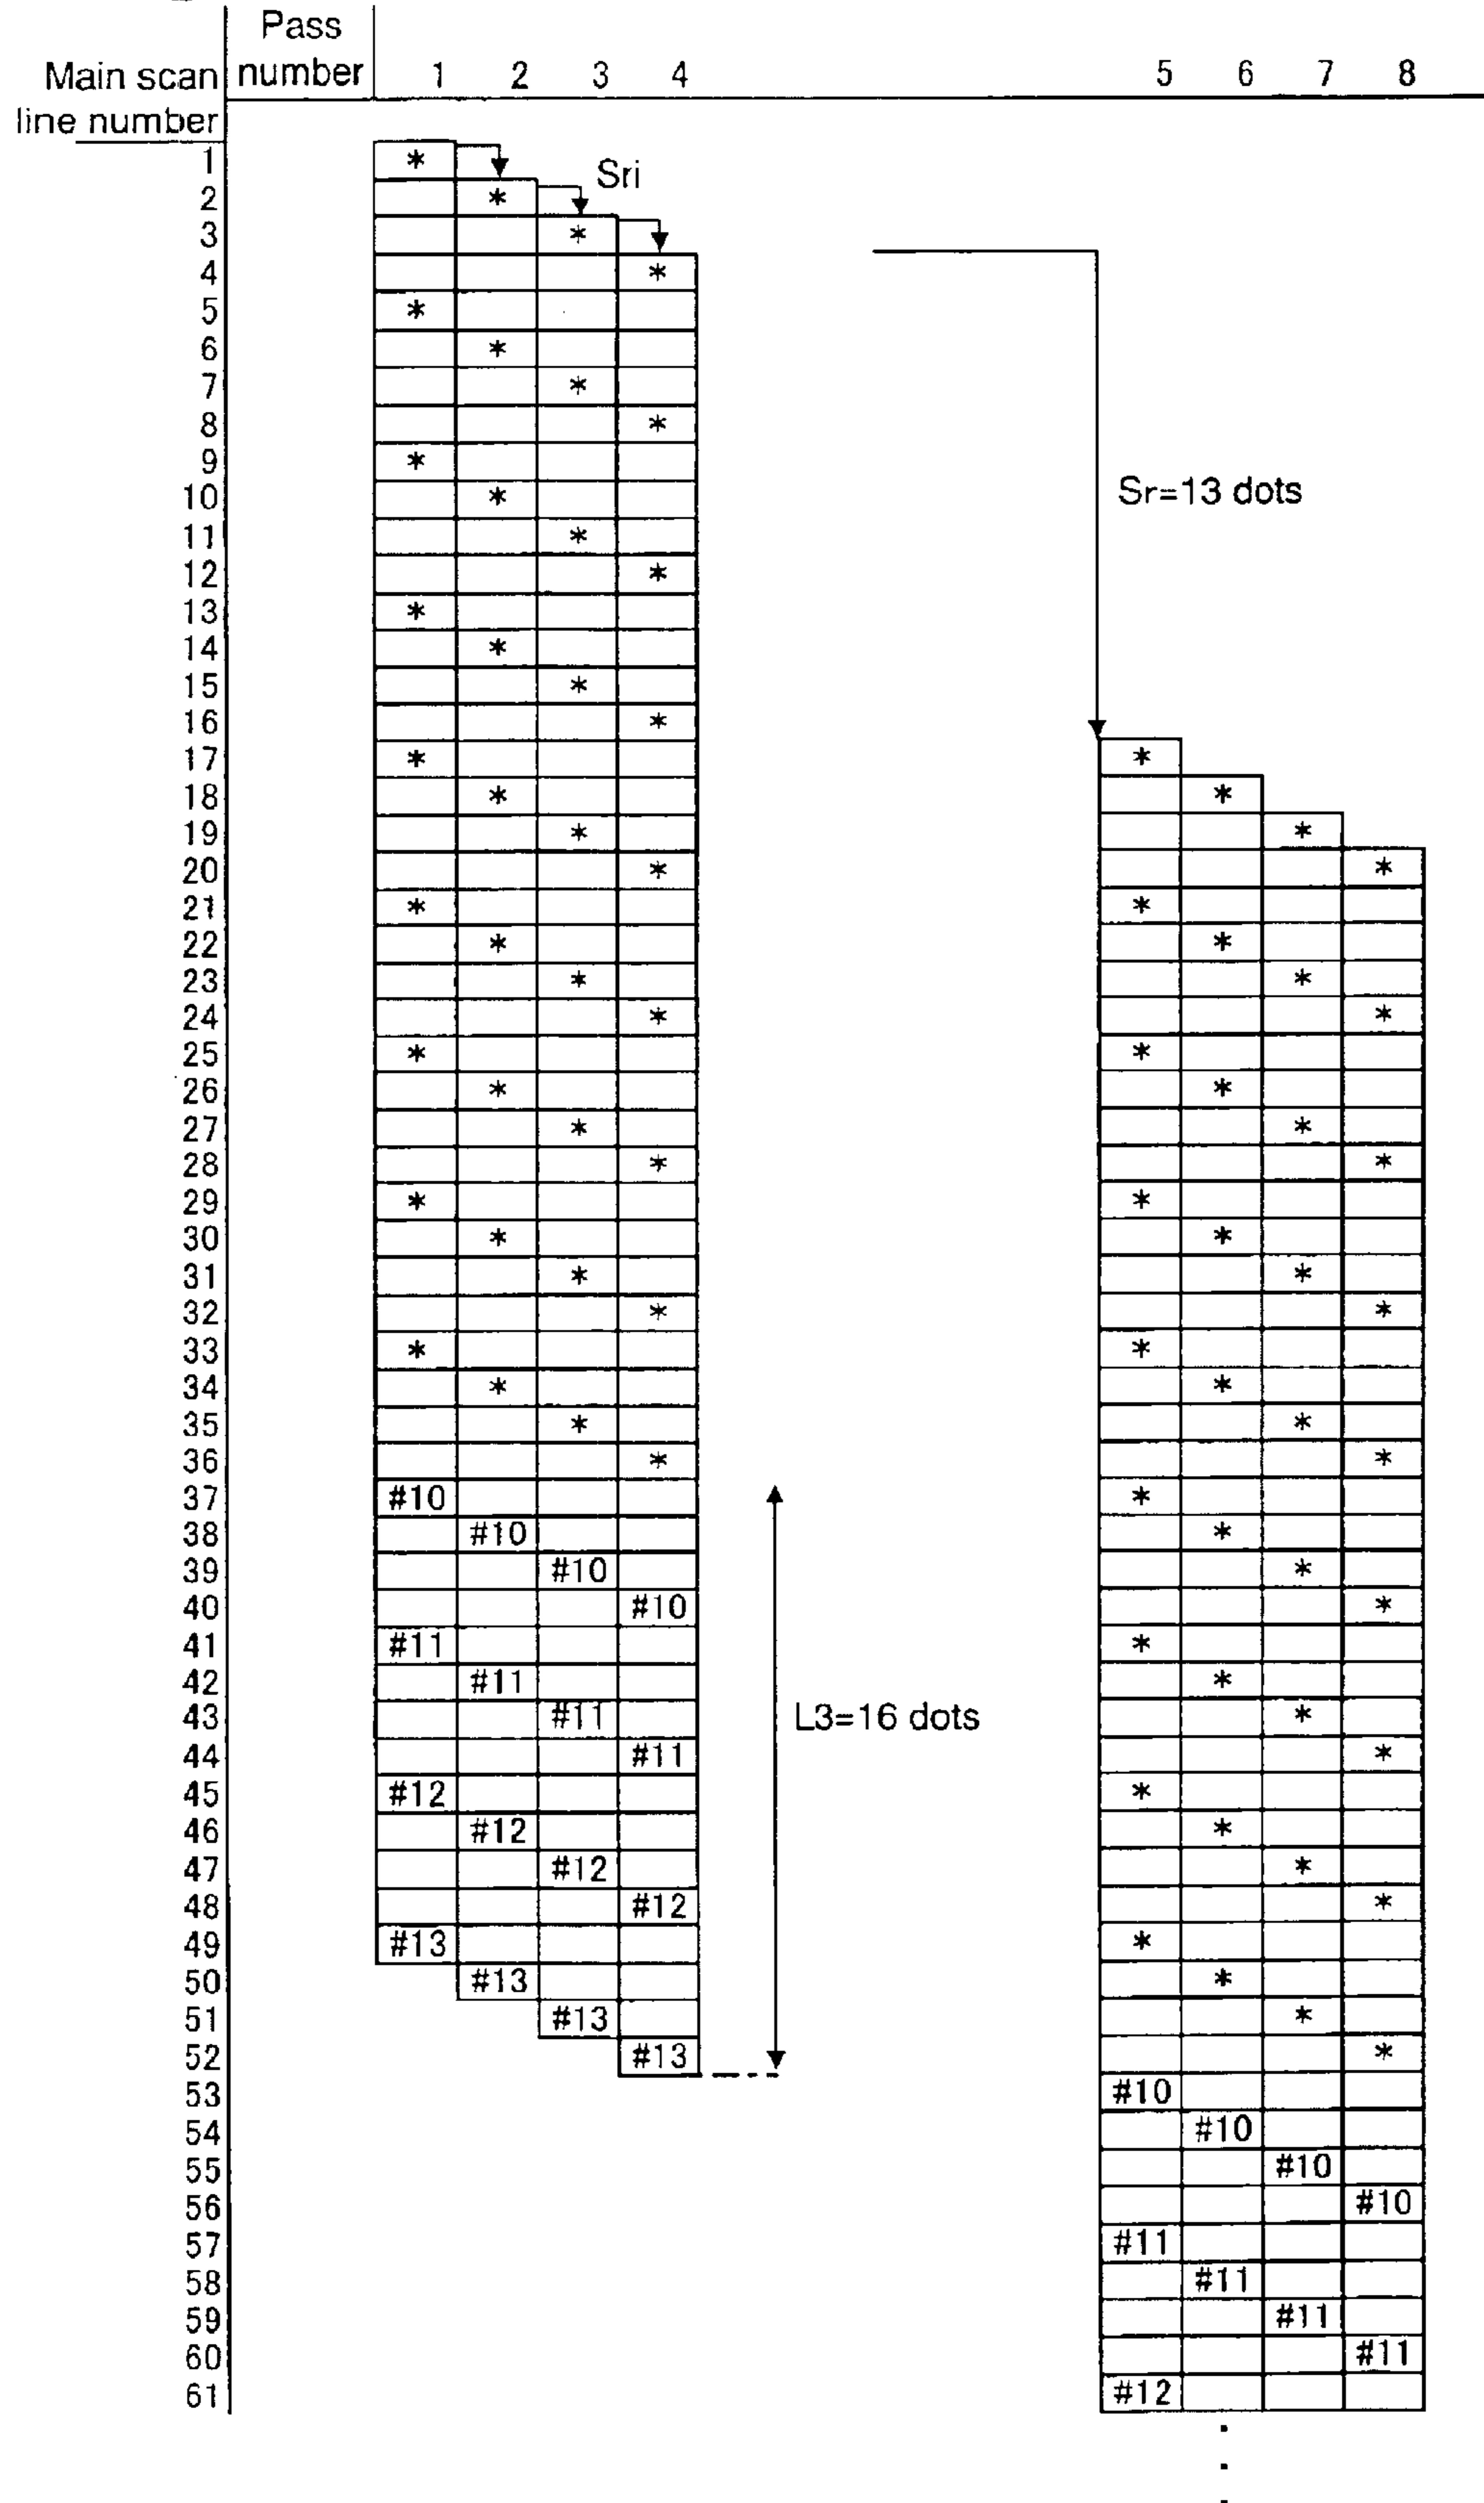 Pass
Main scan number 1 2 3 4 5 6 7 8
line number
1 *
Sri
2 *
3 *
4 *
5 *
6 *
7 *
8 *
9 *
10 *
Sr=13 dots
11 *
12 *
13 *
14 *
15 *
16 *
17 * *
18 * *
19 * *
20 * *
21 * *
22 * *
23 * *
24 * *
25 * *
26 * *
27 * *
28 * *
29 * *
30 * *
31 * *
32 * *
33 * *
34 * *
35 * *
36 * *
37 #10 *
38 #10 *
39 #10 *
40 #10 *
41 #11 *
42 #11 *
43 #11 L3=16 dots *
44 #11 *
45 #12 *
46 #12 *
47 #12 *
48 #12 *
49 #13 *
50 #13 *
51 #13 *
52 #13 *
53 #10
54 #10
55 #10
56 #10
57 #11
58 #11
59 #11
60 #11
61 #12